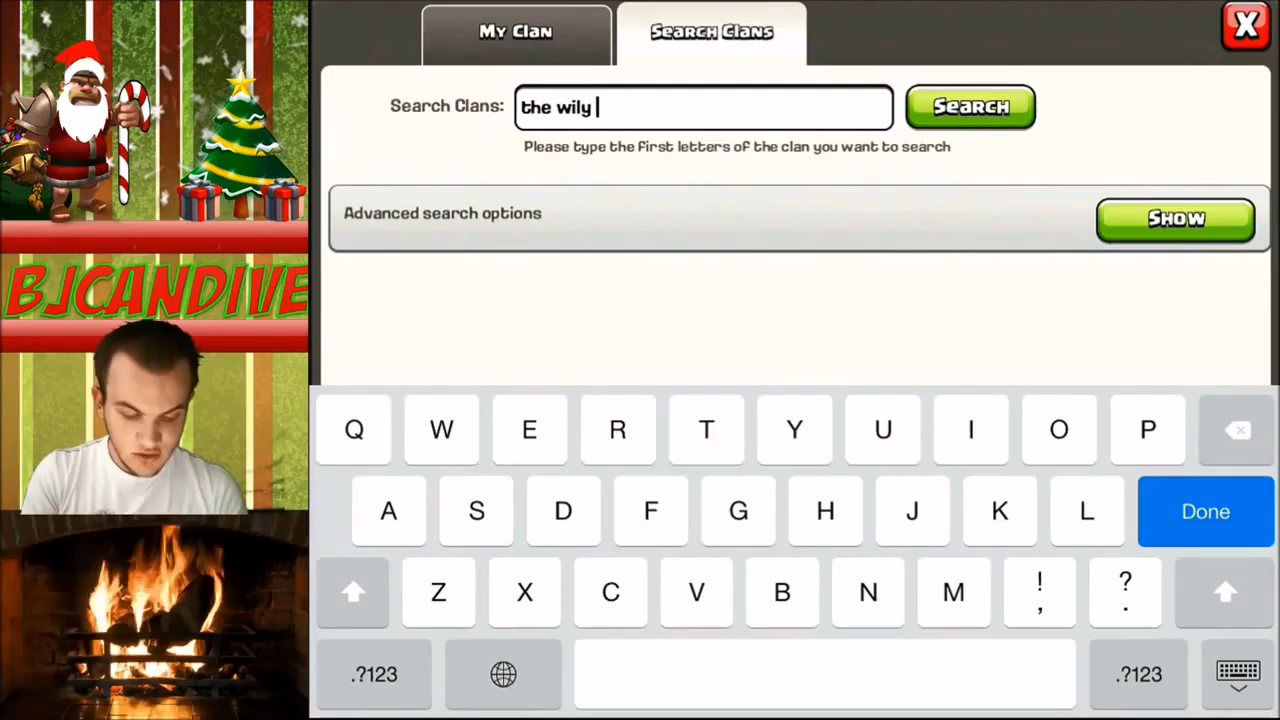 My Clan
Search Clans
X
Search Clans:
the wily
Search
Please type the first letters of the clan you want to search
Advanced search options
Show
BJCANDIVE
Q W E R T Y U I O P
A S D F G H J K L Done
Z X C V B N M ! , ? .
.?123 .?123